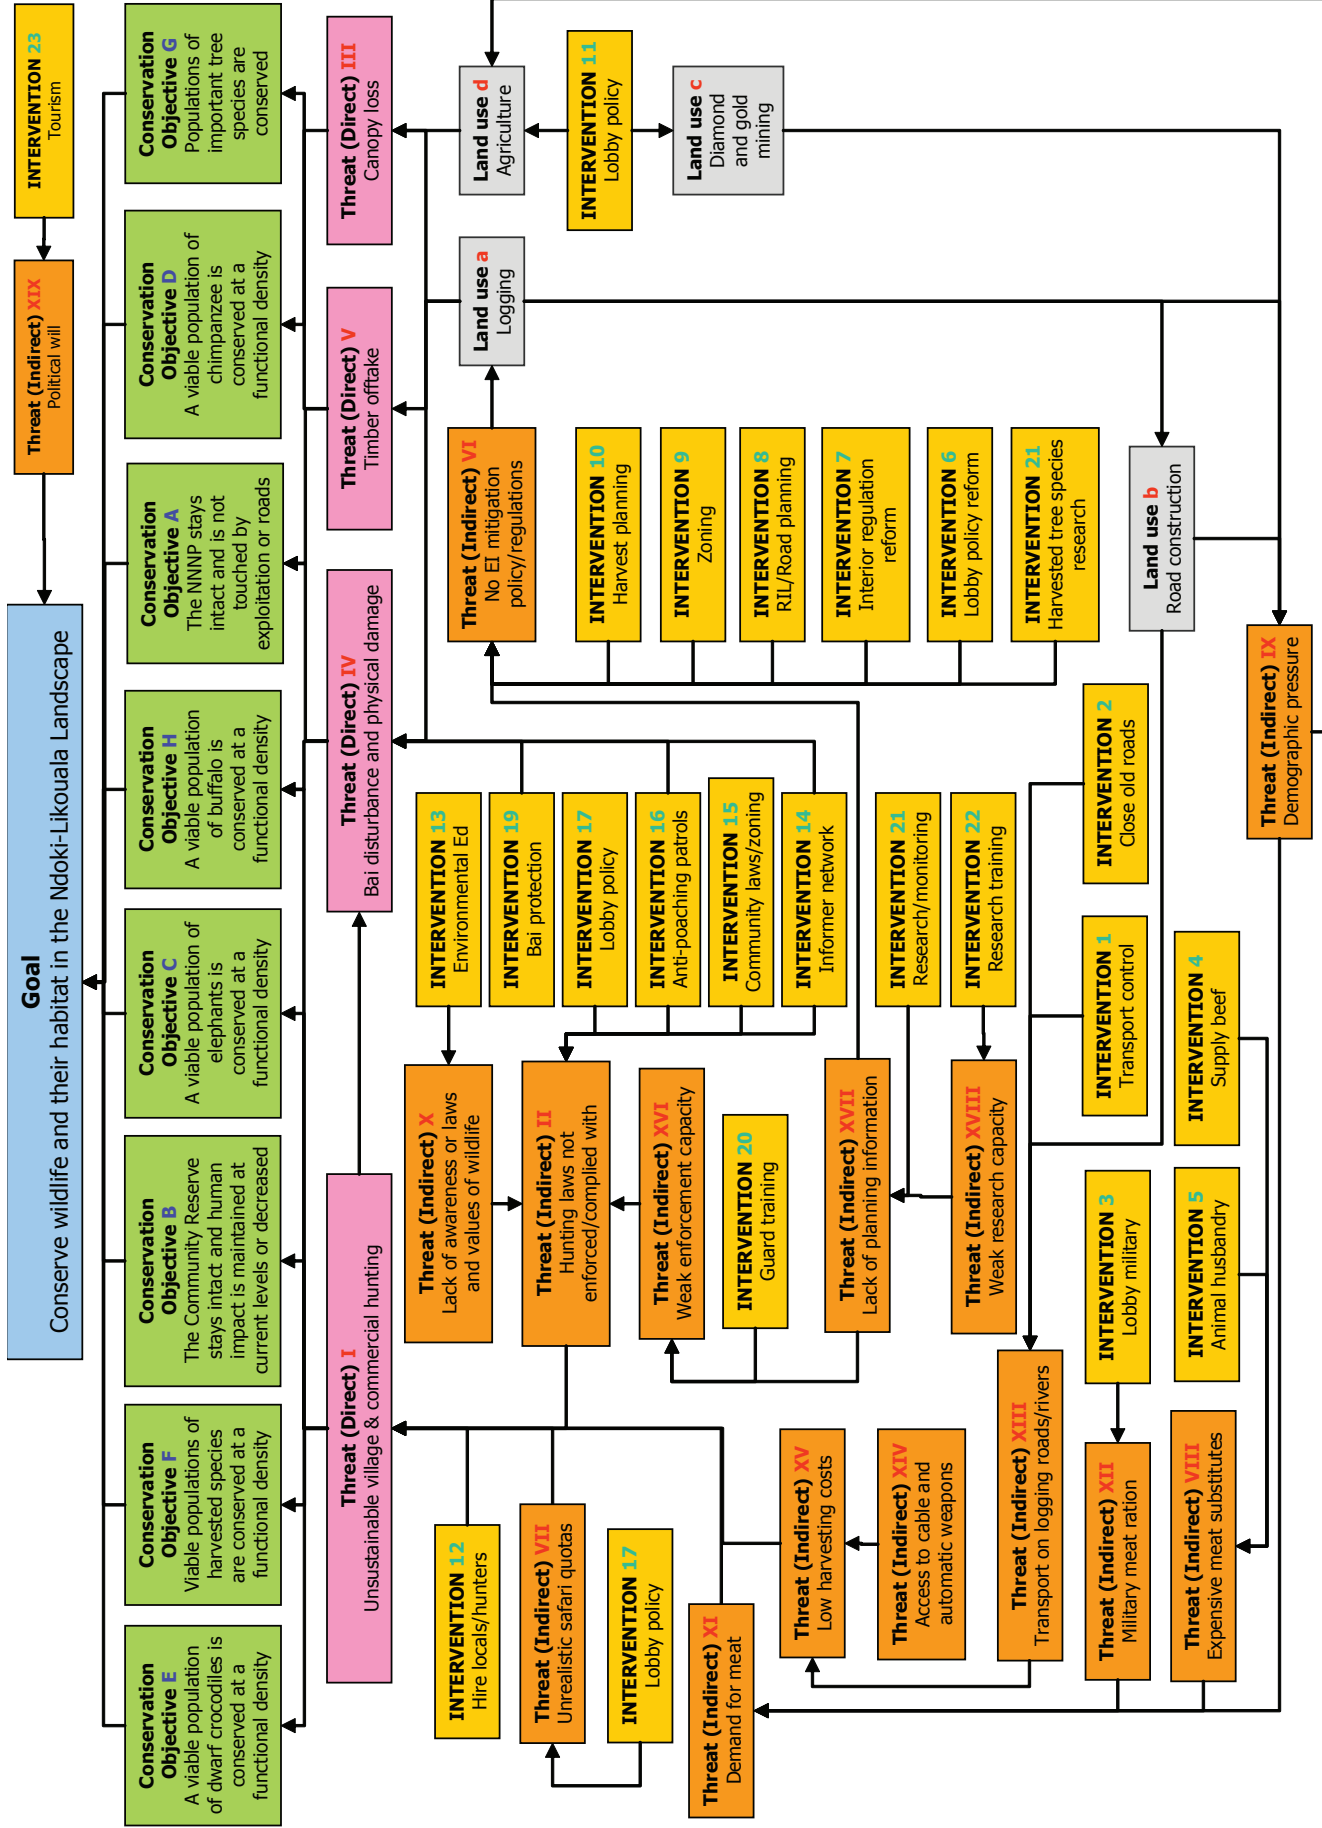 Goal
Conserve wildlife and their habitat in the Ndoki-Likouala Landscape
Threat (Indirect) XIX
Political will
INTERVENTION 23
Tourism
Conservation
Objective E
A viable population
of dwarf crocodiles is
conserved at a
functional density
Conservation
Objective F
Viable populations of
harvested species
are conserved at a
functional density
Conservation
Objective B
The Community Reserve
stays intact and human
impact is maintained at
current levels or decreased
Conservation
Objective C
A viable population of
elephants is
conserved at a
functional density
Conservation
Objective H
A viable population
of buffalo is
conserved at a
functional density
Conservation
Objective A
The NNNP stays
intact and is not
touched by
exploitation or roads
Conservation
Objective D
A viable population of
chimpanzee is
conserved at a
functional density
Conservation
Objective G
Populations of
important tree
species are
conserved
Threat (Direct) I
Unsustainable village & commercial hunting
Threat (Direct) IV
Bai disturbance and physical damage
Threat (Direct) V
Timber offtake
Threat (Direct) III
Canopy loss
INTERVENTION 12
Hire locals/hunters
Threat (Indirect) VII
Unrealistic safari quotas
INTERVENTION 17
Lobby policy
Threat (Indirect) XI
Demand for meat
Threat (Indirect) XV
Low harvesting costs
Threat (Indirect) XIV
Access to cable and
automatic weapons
Threat (Indirect) XIII
Transport on logging roads/rivers
Threat (Indirect) XII
Military meat ration
Threat (Indirect) VIII
Expensive meat substitutes
Threat (Indirect) X
Lack of awareness or laws
and values of wildlife
Threat (Indirect) II
Hunting laws not
enforced/complied with
Threat (Indirect) XVI
Weak enforcement capacity
INTERVENTION 20
Guard training
Threat (Indirect) XVII
Lack of planning information
Threat (Indirect) XVIII
Weak research capacity
INTERVENTION 3
Lobby military
INTERVENTION 5
Animal husbandry
INTERVENTION 13
Environmental Ed
INTERVENTION 19
Bai protection
INTERVENTION 17
Lobby policy
INTERVENTION 16
Anti-poaching patrols
INTERVENTION 15
Community laws/zoning
INTERVENTION 14
Informer network
INTERVENTION 21
Research/monitoring
INTERVENTION 22
Research training
INTERVENTION 1
Transport control
INTERVENTION 4
Supply beef
INTERVENTION 2
Close old roads
Threat (Indirect) VI
No EI mitigation
policy/regulations
INTERVENTION 10
Harvest planning
INTERVENTION 9
Zoning
INTERVENTION 8
RIL/Road planning
INTERVENTION 7
Interior regulation
reform
INTERVENTION 6
Lobby policy reform
INTERVENTION 21
Harvested tree species
research
Land use b
Road construction
Threat (Indirect) IX
Demographic pressure
Land use a
Logging
Land use d
Agriculture
INTERVENTION 11
Lobby policy
Land use c
Diamond
and gold
mining